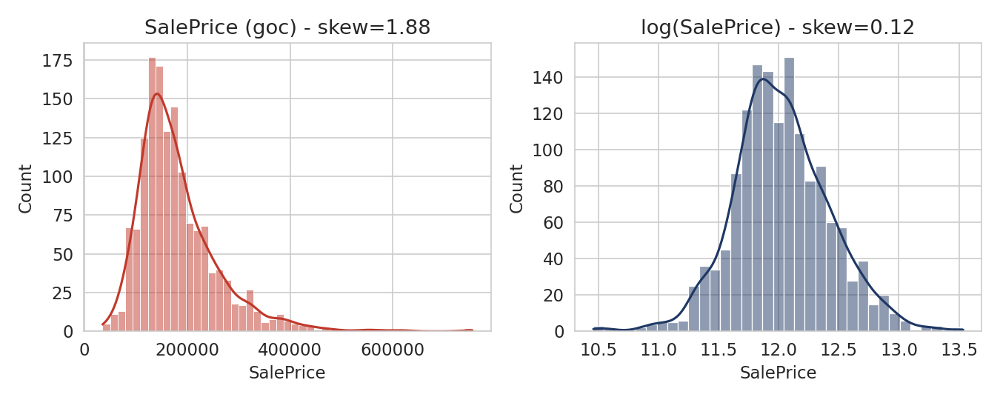 SalePrice (goc) - skew=1.88
175
150
125
100
75
50
25
0
Count
0 200000 400000 600000
SalePrice
log(SalePrice) - skew=0.12
140
120
100
80
60
40
20
0
Count
10.5 11.0 11.5 12.0 12.5 13.0 13.5
SalePrice